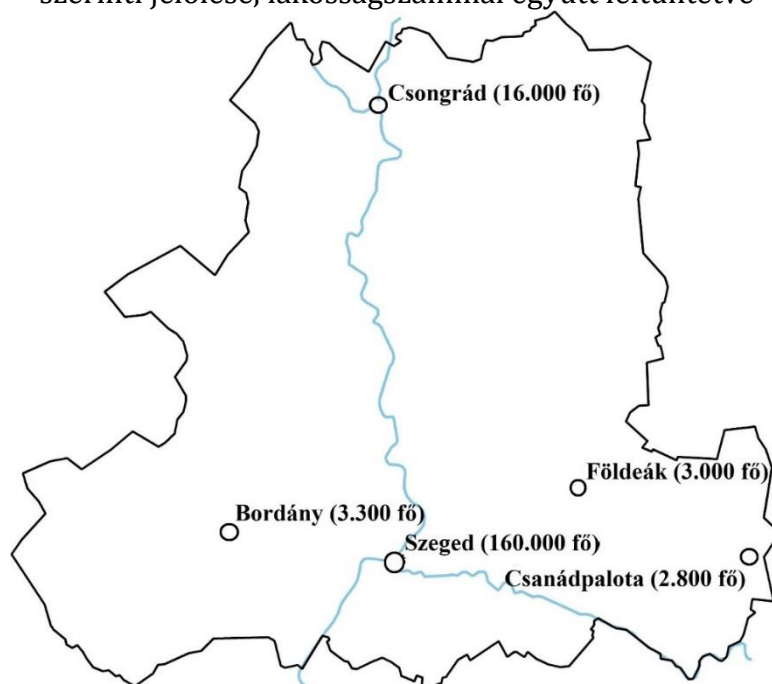 szerinti jelölése, lakosságszámmal együtt feltüntetve
Csongrád (16.000 fő)
Földeák (3.000 fő)
Bordány (3.300 fő)
Szeged (160.000 fő)
Csanádpalota (2.800 fő)